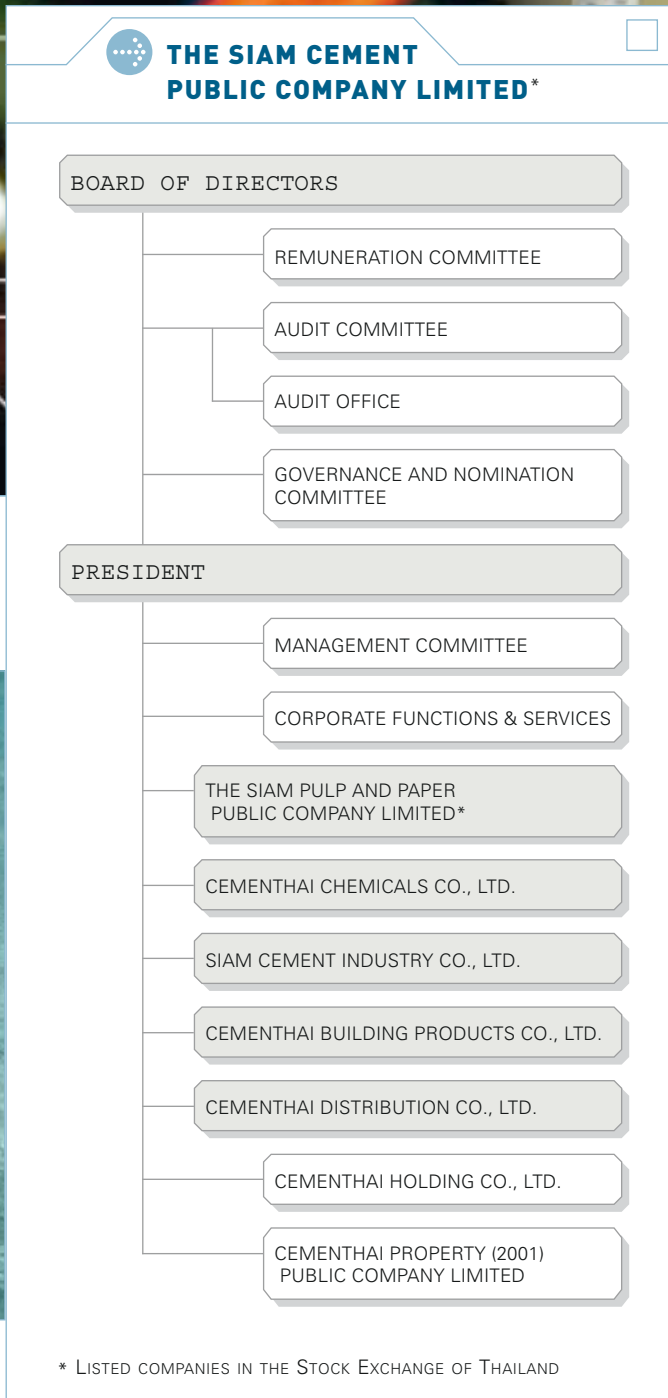 THE SIAM CEMENT
PUBLIC COMPANY LIMITED*
BOARD OF DIRECTORS
REMUNERATION COMMITTEE
AUDIT COMMITTEE
AUDIT OFFICE
GOVERNANCE AND NOMINATION
COMMITTEE
PRESIDENT
MANAGEMENT COMMITTEE
CORPORATE FUNCTIONS & SERVICES
THE SIAM PULP AND PAPER
PUBLIC COMPANY LIMITED*
CEMENTHAI CHEMICALS CO., LTD.
SIAM CEMENT INDUSTRY CO., LTD.
CEMENTHAI BUILDING PRODUCTS CO., LTD.
CEMENTHAI DISTRIBUTION CO., LTD.
CEMENTHAI HOLDING CO., LTD.
CEMENTHAI PROPERTY (2001)
PUBLIC COMPANY LIMITED
* LISTED COMPANIES IN THE STOCK EXCHANGE OF THAILAND